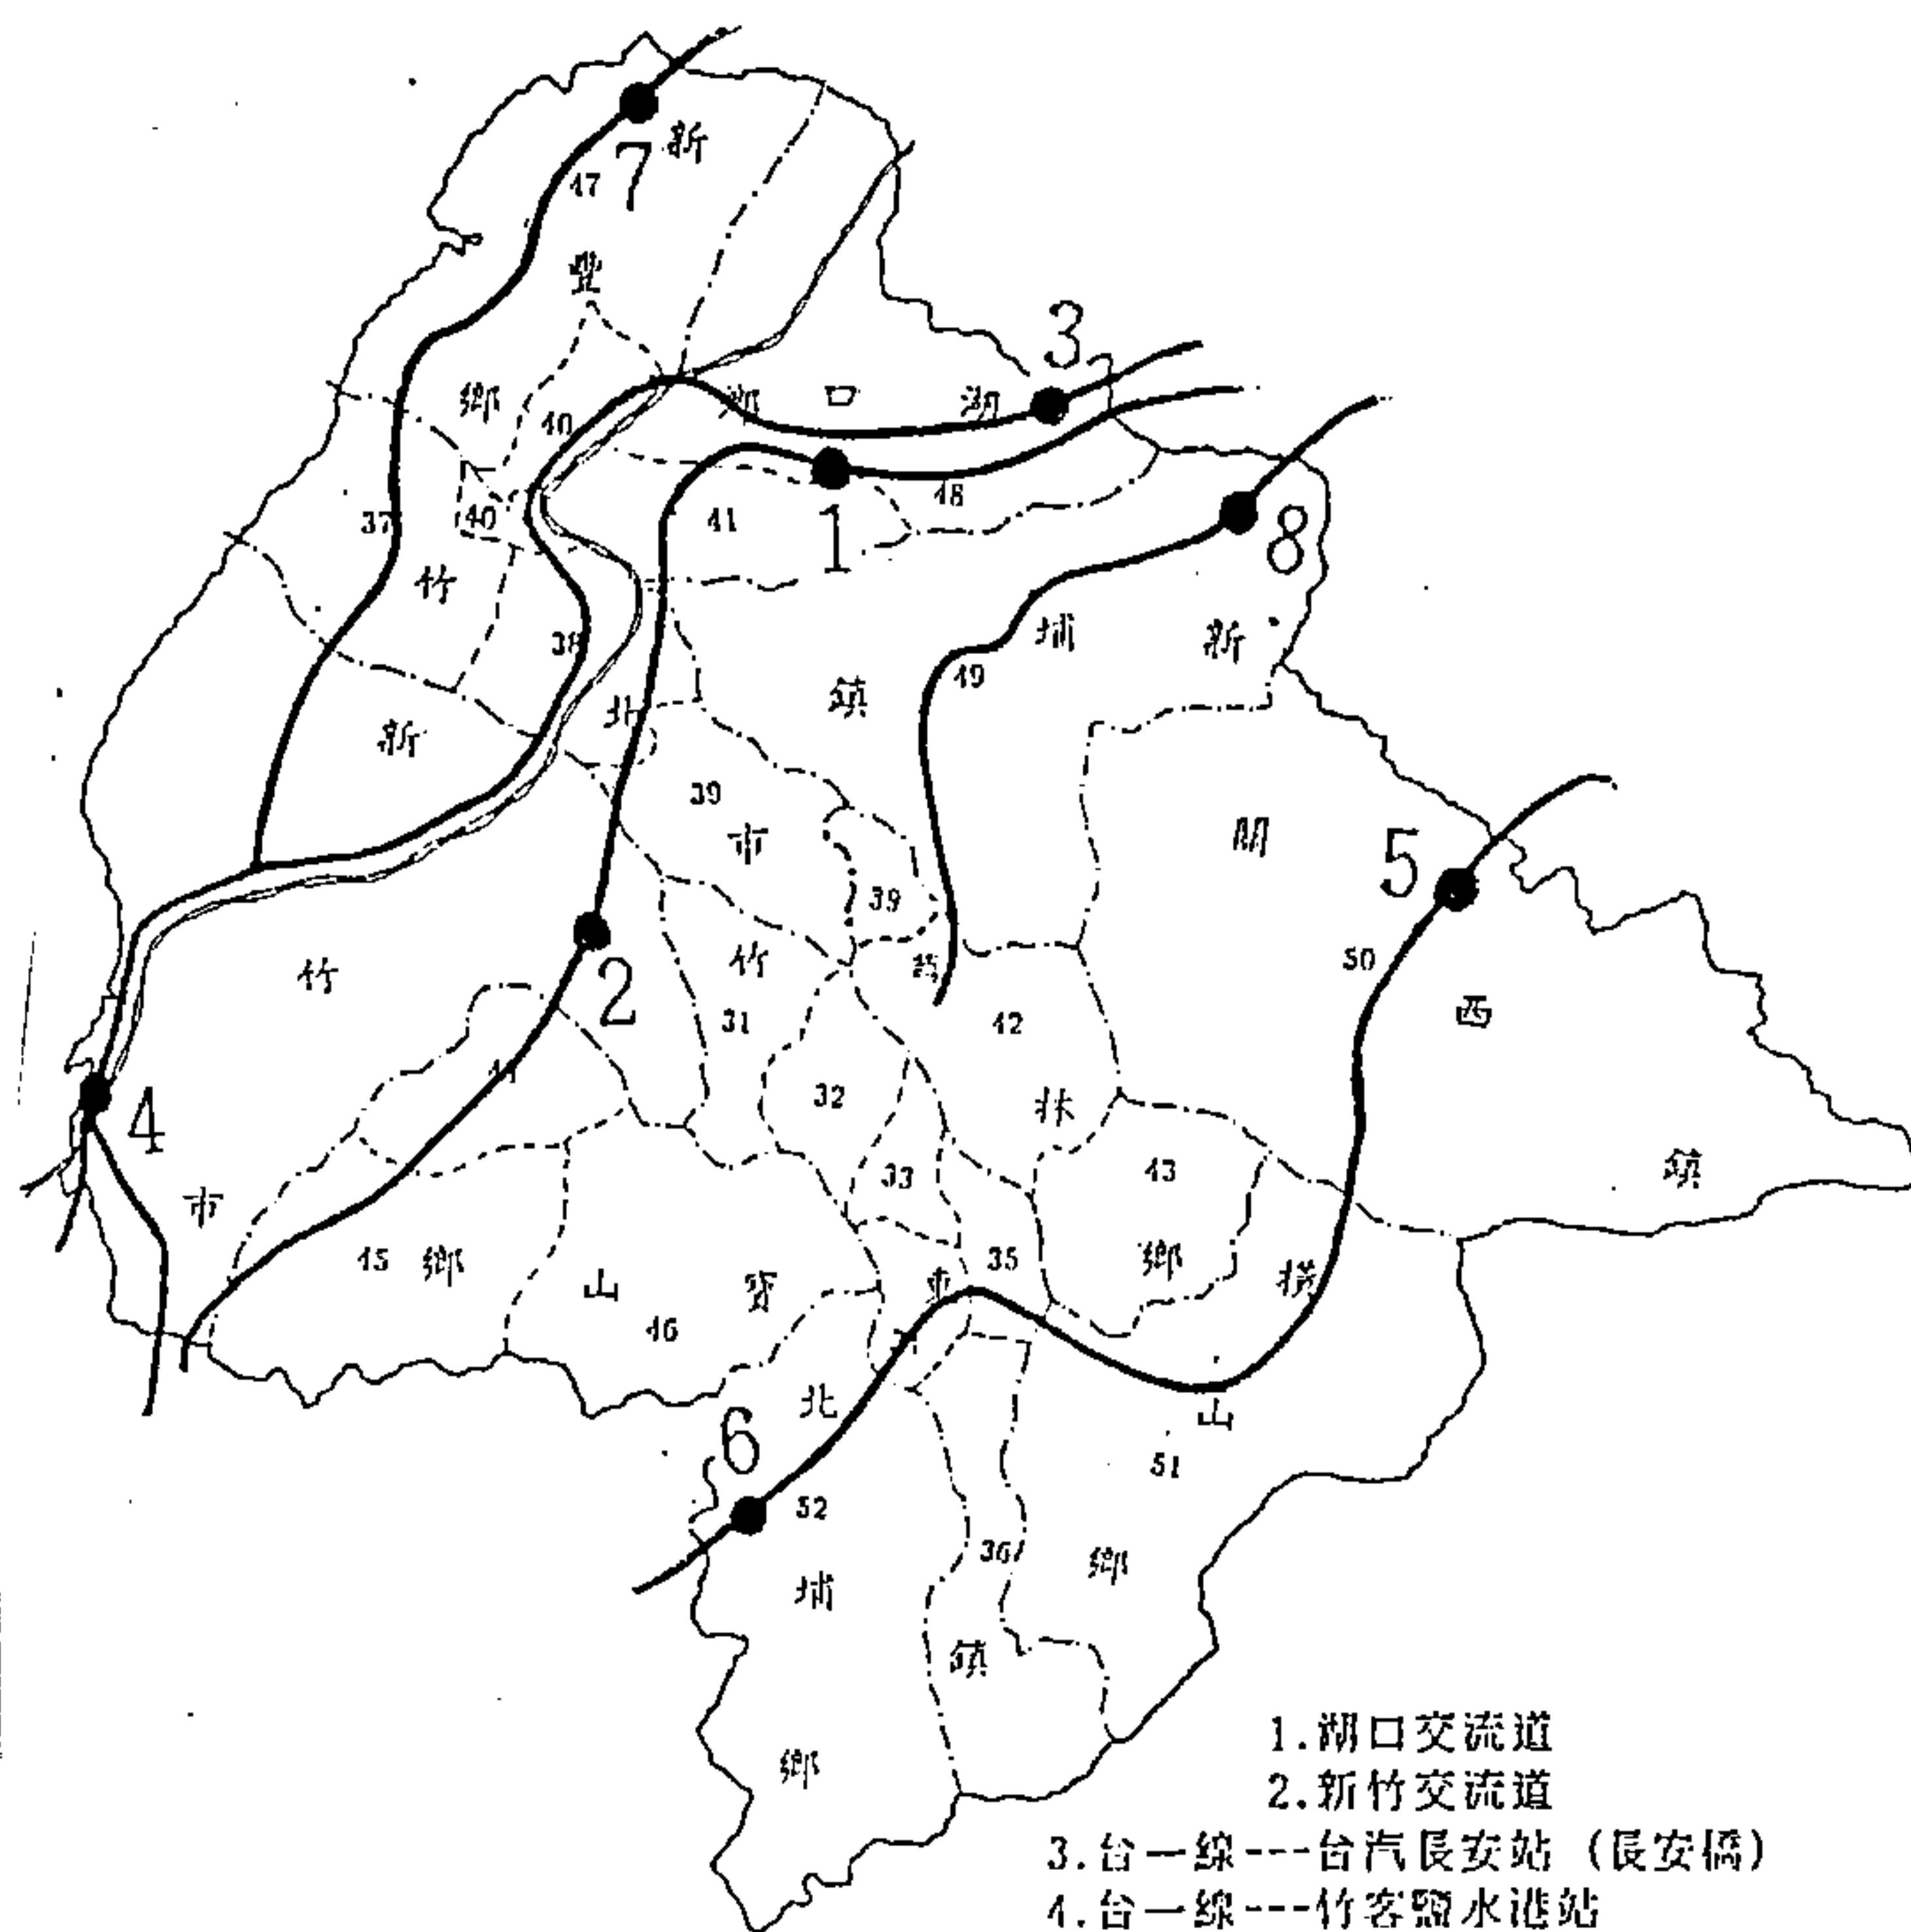 7
新
47
豐
3
鄉
40
湖 口 湖
37
40
41
48
1
8
竹
38
埔 新
49
新
北
鎮
39
市
關
5
39
竹
竹
50
2
31
42
西
4
32
林
33
43
鎮
市
45 鄉
35
鄉
山 寶
東
橫
46
北
山
6
51
52
36
鄉
埔
鎮
鄉
1.湖口交流道
2.新竹交流道
3.台一線---台汽長安站 (長安橋)
4.台一線---竹客鹽水港站